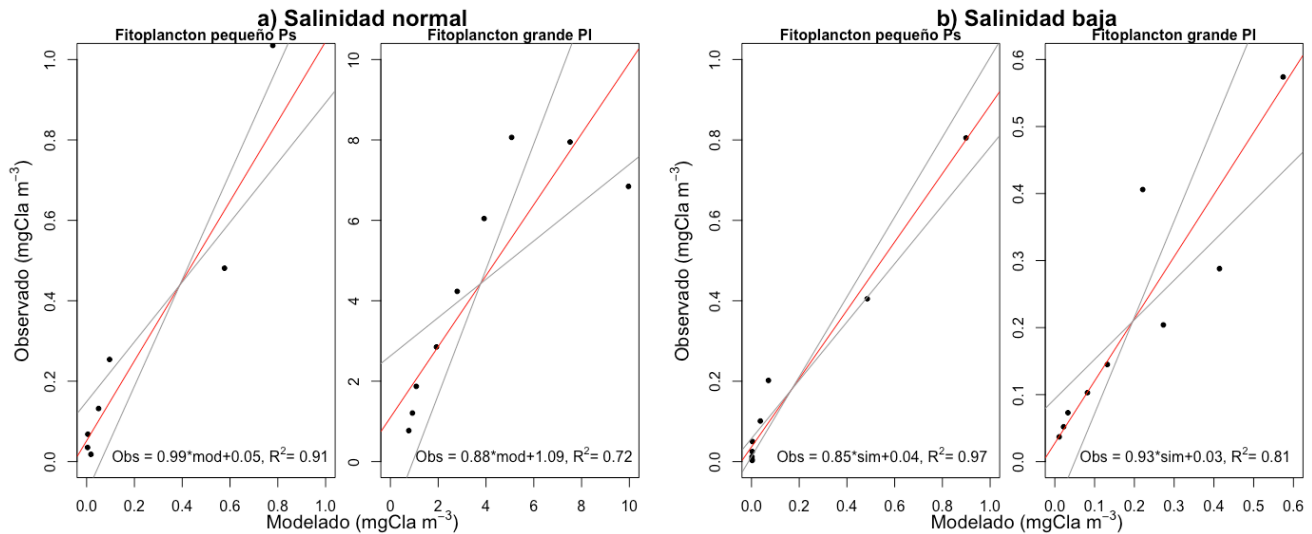 a) Salinidad normal
Fitoplancton pequeño Ps
Fitoplancton grande Pl
Observado (mgCla m⁻³)
0.0 0.2 0.4 0.6 0.8 1.0
0.0 0.2 0.4 0.6 0.8 1.0
Obs = 0.99*mod+0.05, R²= 0.91
0 2 4 6 8 10
0 2 4 6 8 10
Obs = 0.88*mod+1.09, R²= 0.72
Modelado (mgCla m⁻³)
b) Salinidad baja
Fitoplancton pequeño Ps
Fitoplancton grande Pl
Observado (mgCla m⁻³)
0.0 0.2 0.4 0.6 0.8 1.0
0.0 0.2 0.4 0.6 0.8 1.0
Obs = 0.85*sim+0.04, R²= 0.97
0.0 0.1 0.2 0.3 0.4 0.5 0.6
0.0 0.1 0.2 0.3 0.4 0.5 0.6
Obs = 0.93*sim+0.03, R²= 0.81
Modelado (mgCla m⁻³)